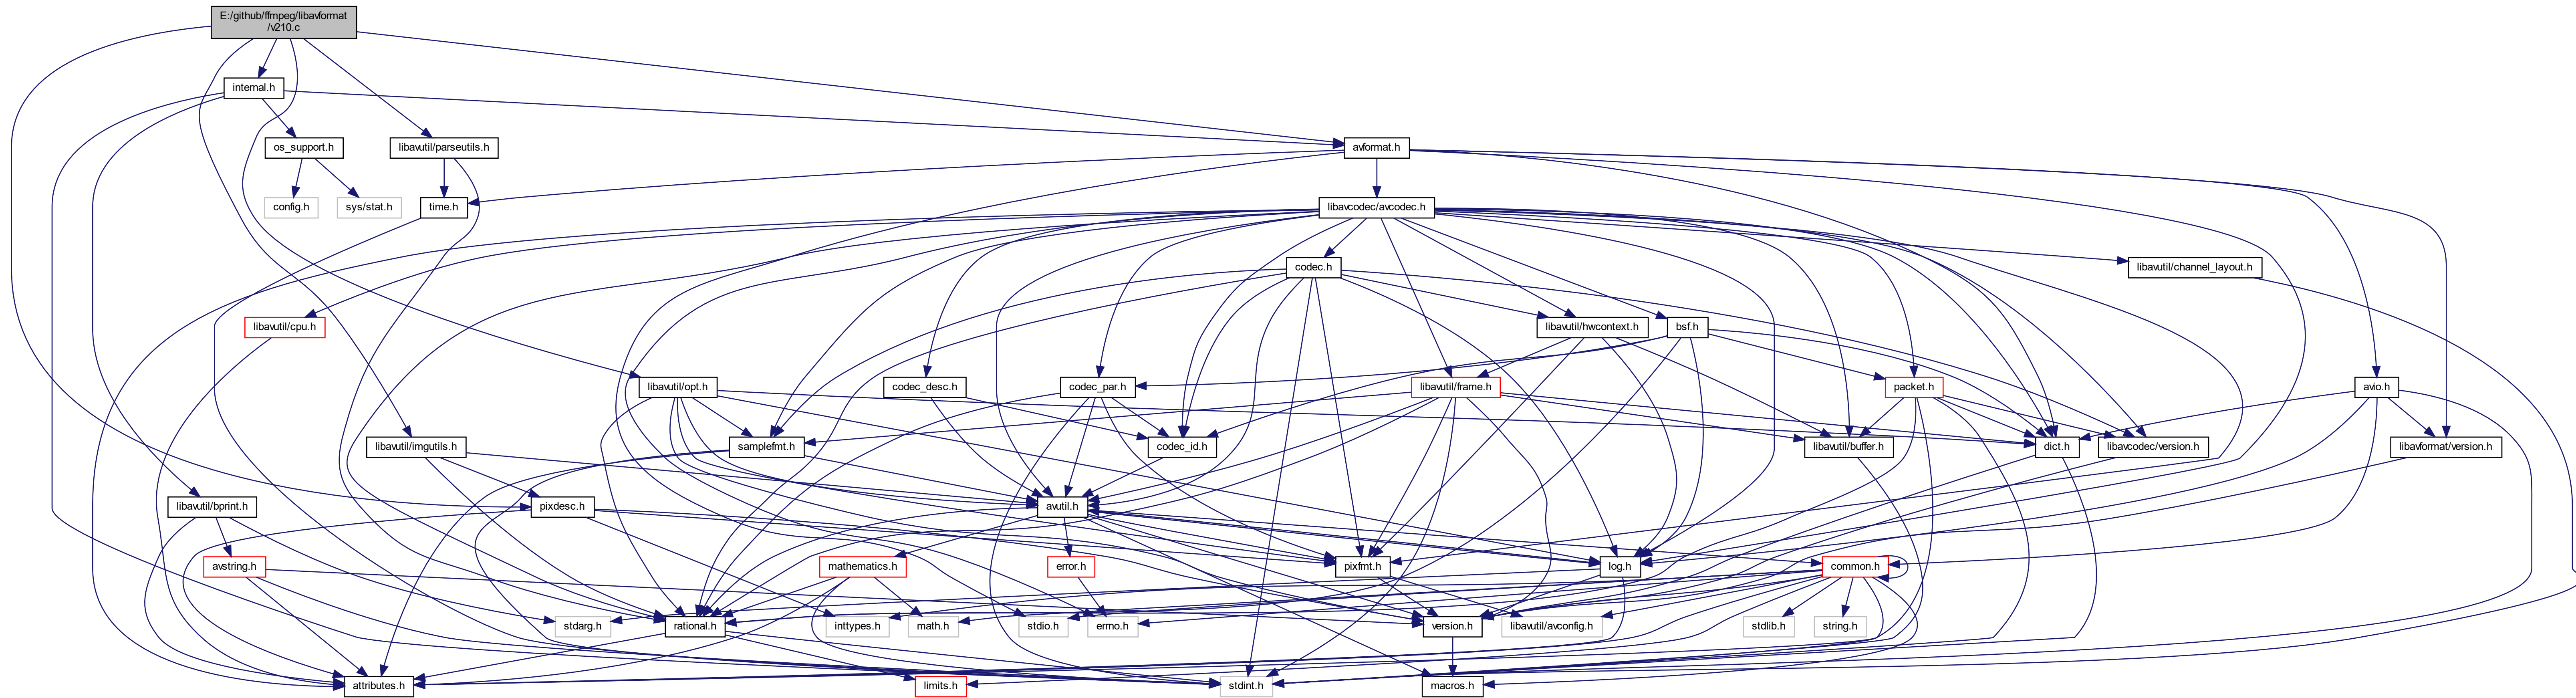 E:/github/ffmpeg/libavformat
/v210.c
internal.h
os_support.h
libavutil/parseutils.h
avformat.h
config.h
sys/stat.h
time.h
libavcodec/avcodec.h
codec.h
libavutil/channel_layout.h
libavutil/cpu.h
libavutil/hwcontext.h
bsf.h
libavutil/opt.h
codec_desc.h
codec_par.h
libavutil/frame.h
packet.h
avio.h
libavutil/imgutils.h
samplefmt.h
codec_id.h
libavutil/buffer.h
dict.h
libavcodec/version.h
libavformat/version.h
libavutil/bprint.h
pixdesc.h
avutil.h
avstring.h
mathematics.h
error.h
pixfmt.h
log.h
common.h
stdarg.h
rational.h
inttypes.h
math.h
stdio.h
errno.h
version.h
libavutil/avconfig.h
stdlib.h
string.h
attributes.h
limits.h
stdint.h
macros.h